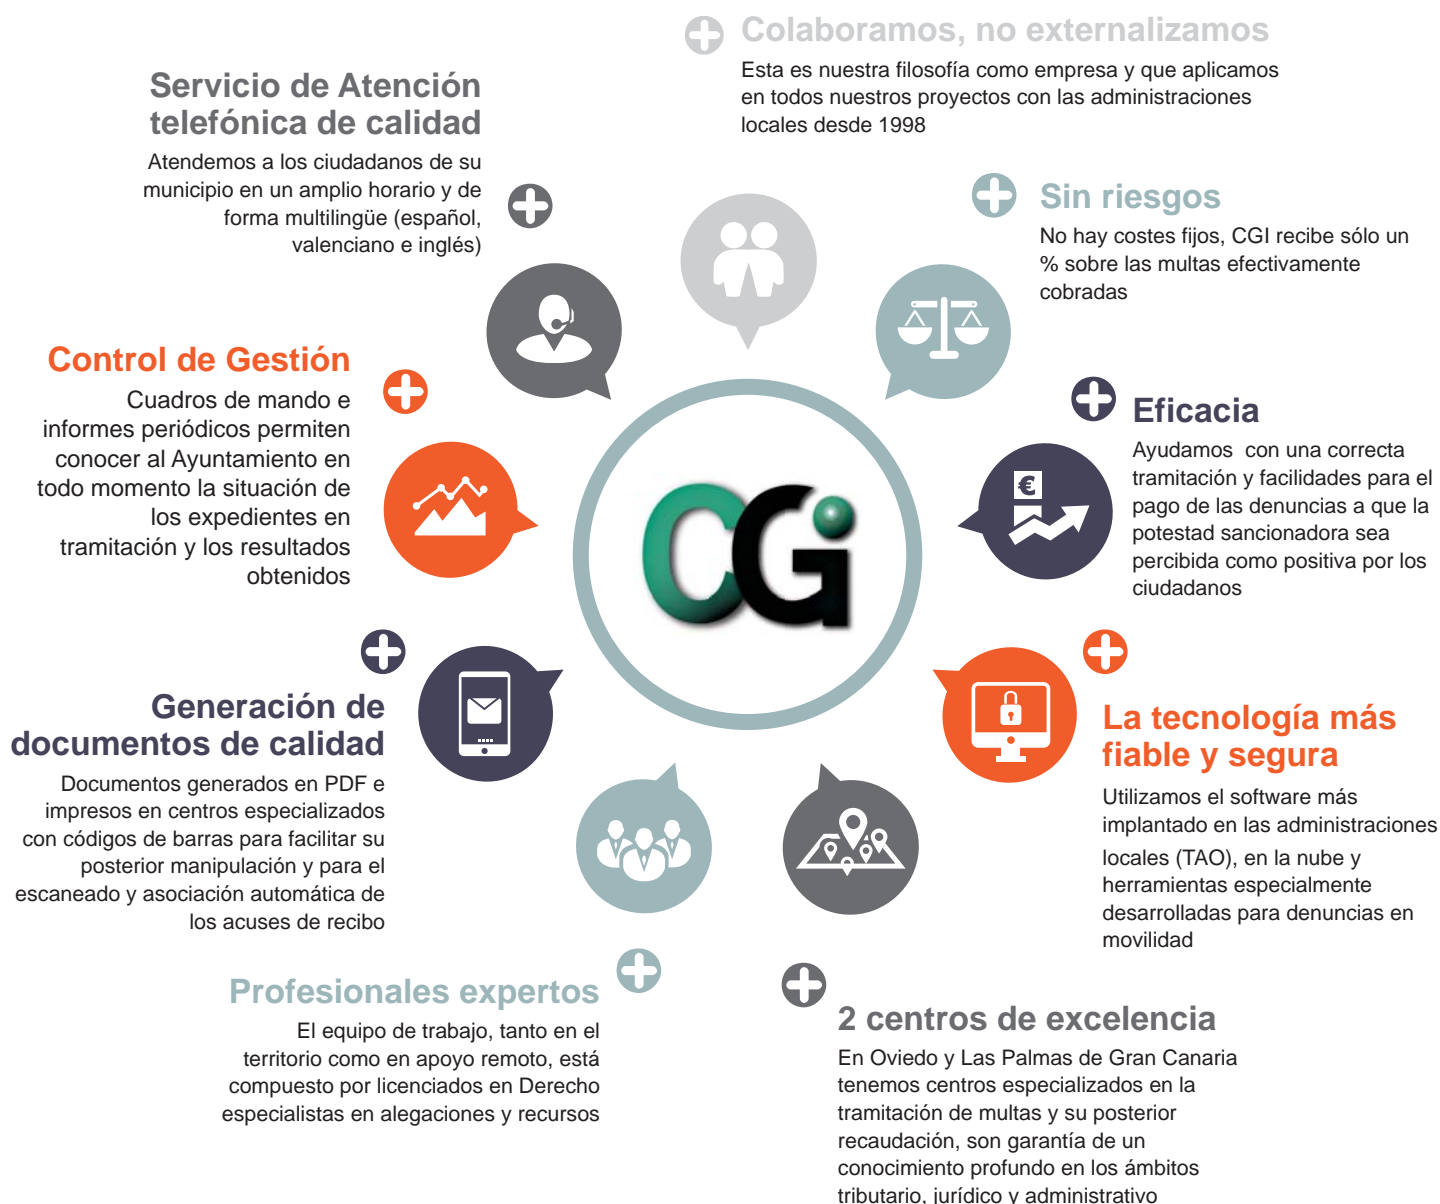 Colaboramos, no externalizamos
Esta es nuestra filosofía como empresa y que aplicamos
en todos nuestros proyectos con las administraciones
locales desde 1998
Sin riesgos
No hay costes fijos, CGI recibe sólo un
% sobre las multas efectivamente
cobradas
Eficacia
Ayudamos  con una correcta
tramitación y facilidades para el
pago de las denuncias a que la
potestad sancionadora sea
percibida como positiva por los
ciudadanos
€
La tecnología más
fiable y segura
Utilizamos el software más
implantado en las administraciones
locales (TAO), en la nube y
herramientas especialmente
desarrolladas para denuncias en
movilidad
2 centros de excelencia
En Oviedo y Las Palmas de Gran Canaria
tenemos centros especializados en la
tramitación de multas y su posterior
recaudación, son garantía de un
conocimiento profundo en los ámbitos
tributario, jurídico y administrativo
Profesionales expertos
El equipo de trabajo, tanto en el
territorio como en apoyo remoto, está
compuesto por licenciados en Derecho
especialistas en alegaciones y recursos
Generación de
documentos de calidad
Documentos generados en PDF e
impresos en centros especializados
con códigos de barras para facilitar su
posterior manipulación y para el
escaneado y asociación automática de
los acuses de recibo
Control de Gestión
Cuadros de mando e
informes periódicos permiten
conocer al Ayuntamiento en
todo momento la situación de
los expedientes en
tramitación y los resultados
obtenidos
Servicio de Atención
telefónica de calidad
Atendemos a los ciudadanos de su
municipio en un amplio horario y de
forma multilingüe (español,
valenciano e inglés)
CGi